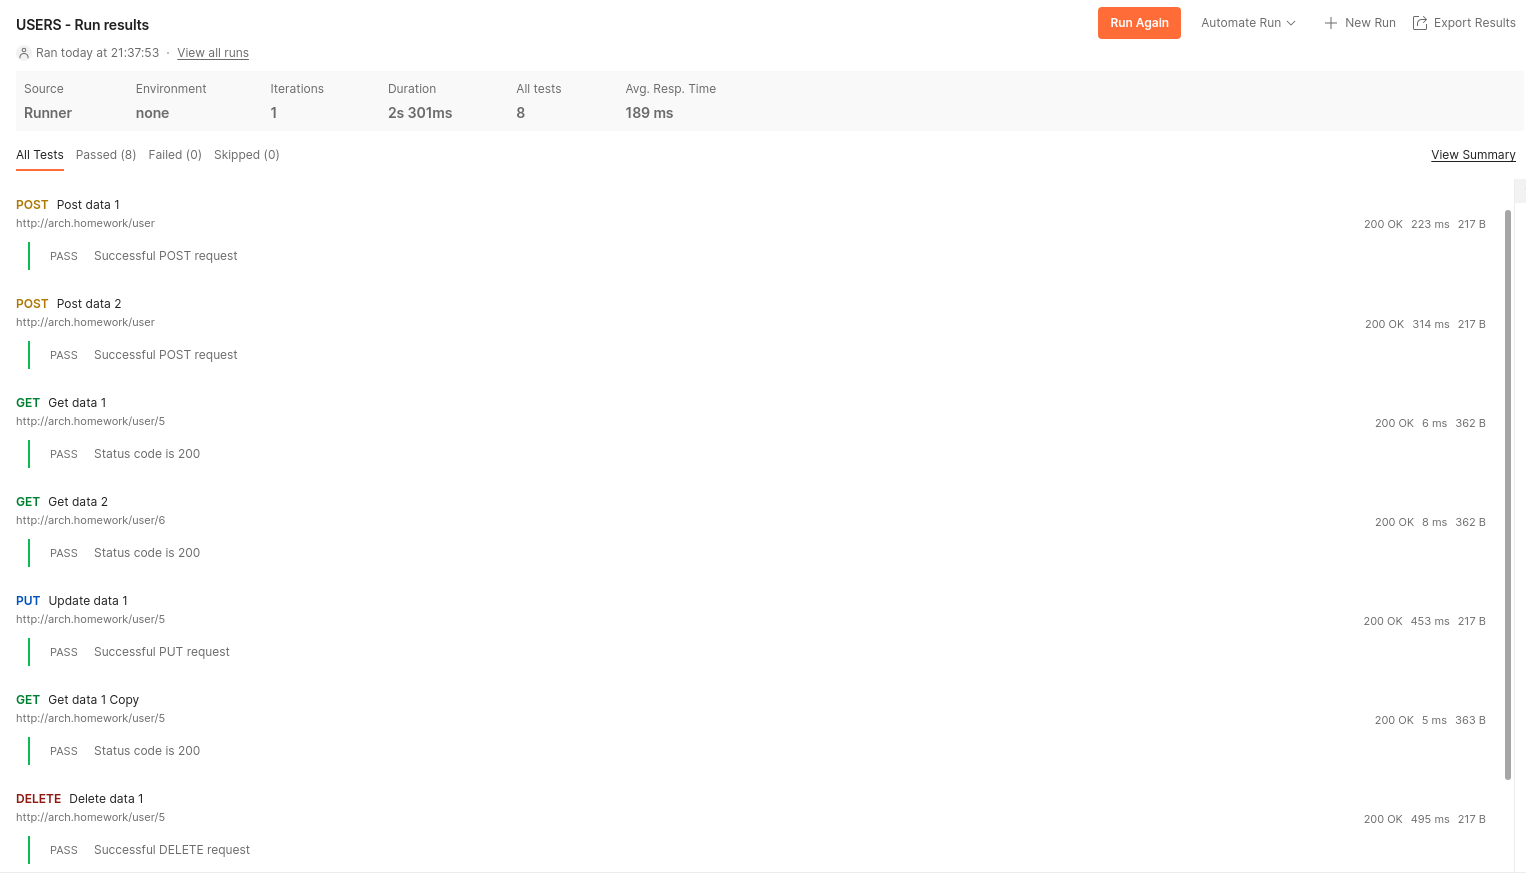 USERS - Run results
Run Again Automate Run New Run Export Results
Ran today at 21:37:53 · View all runs
Source Environment Iterations Duration All tests Avg. Resp. Time
Runner none 1 2s 301ms 8 189 ms
All Tests Passed (8) Failed (0) Skipped (0) View Summary
POST Post data 1
http://arch.homework/user 200 OK 223 ms 217 B
PASS Successful POST request
POST Post data 2
http://arch.homework/user 200 OK 314 ms 217 B
PASS Successful POST request
GET Get data 1
http://arch.homework/user/5 200 OK 6 ms 362 B
PASS Status code is 200
GET Get data 2
http://arch.homework/user/6 200 OK 8 ms 362 B
PASS Status code is 200
PUT Update data 1
http://arch.homework/user/5 200 OK 453 ms 217 B
PASS Successful PUT request
GET Get data 1 Copy
http://arch.homework/user/5 200 OK 5 ms 363 B
PASS Status code is 200
DELETE Delete data 1
http://arch.homework/user/5 200 OK 495 ms 217 B
PASS Successful DELETE request